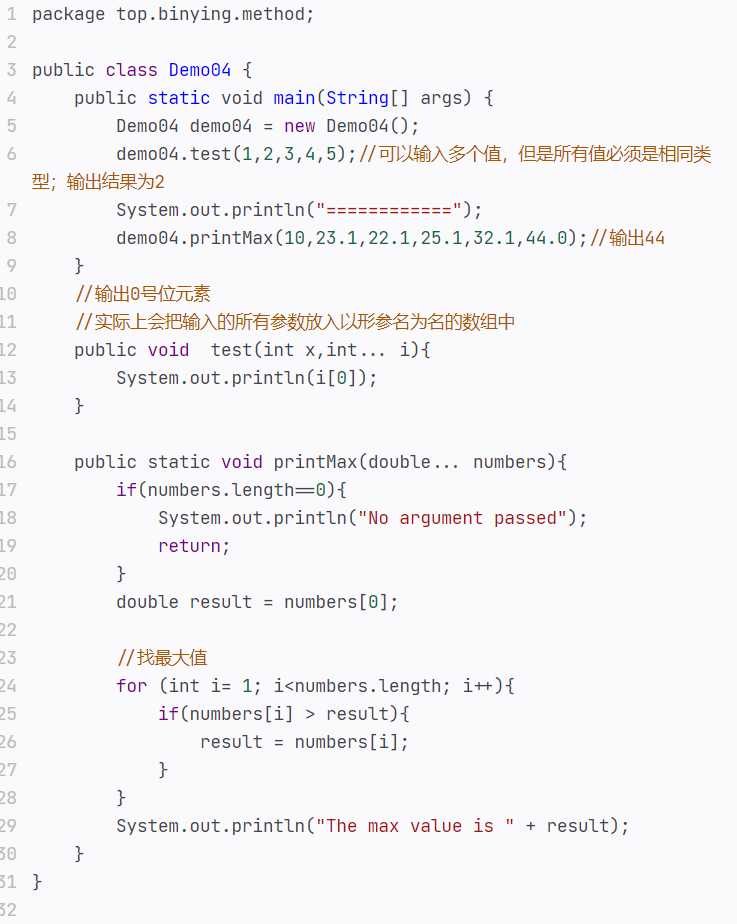 1 package top.binying.method;
2
3 public class Demo04 {
4     public static void main(String[] args) {
5         Demo04 demo04 = new Demo04();
6         demo04.test(1,2,3,4,5);//可以输入多个值，但是所有值必须是相同类
型；输出结果为2
7         System.out.println("============");
8         demo04.printMax(10,23.1,22.1,25.1,32.1,44.0);//输出44
9     }
10     //输出0号位元素
11     //实际上会把输入的所有参数放入以形参名为名的数组中
12     public void  test(int x,int... i){
13         System.out.println(i[0]);
14     }
15
16     public static void printMax(double... numbers){
17         if(numbers.length==0){
18             System.out.println("No argument passed");
19             return;
20         }
21         double result = numbers[0];
22
23         //找最大值
24         for (int i= 1; i<numbers.length; i++){
25             if(numbers[i] > result){
26                 result = numbers[i];
27             }
28         }
29         System.out.println("The max value is " + result);
30     }
31 }
32